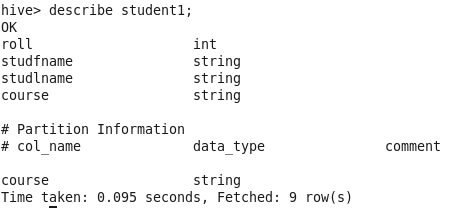 hive> describe student1;
OK
roll                    int
studfname               string
studlname               string
course                  string

# Partition Information
# col_name              data_type               comment

course                  string
Time taken: 0.095 seconds, Fetched: 9 row(s)